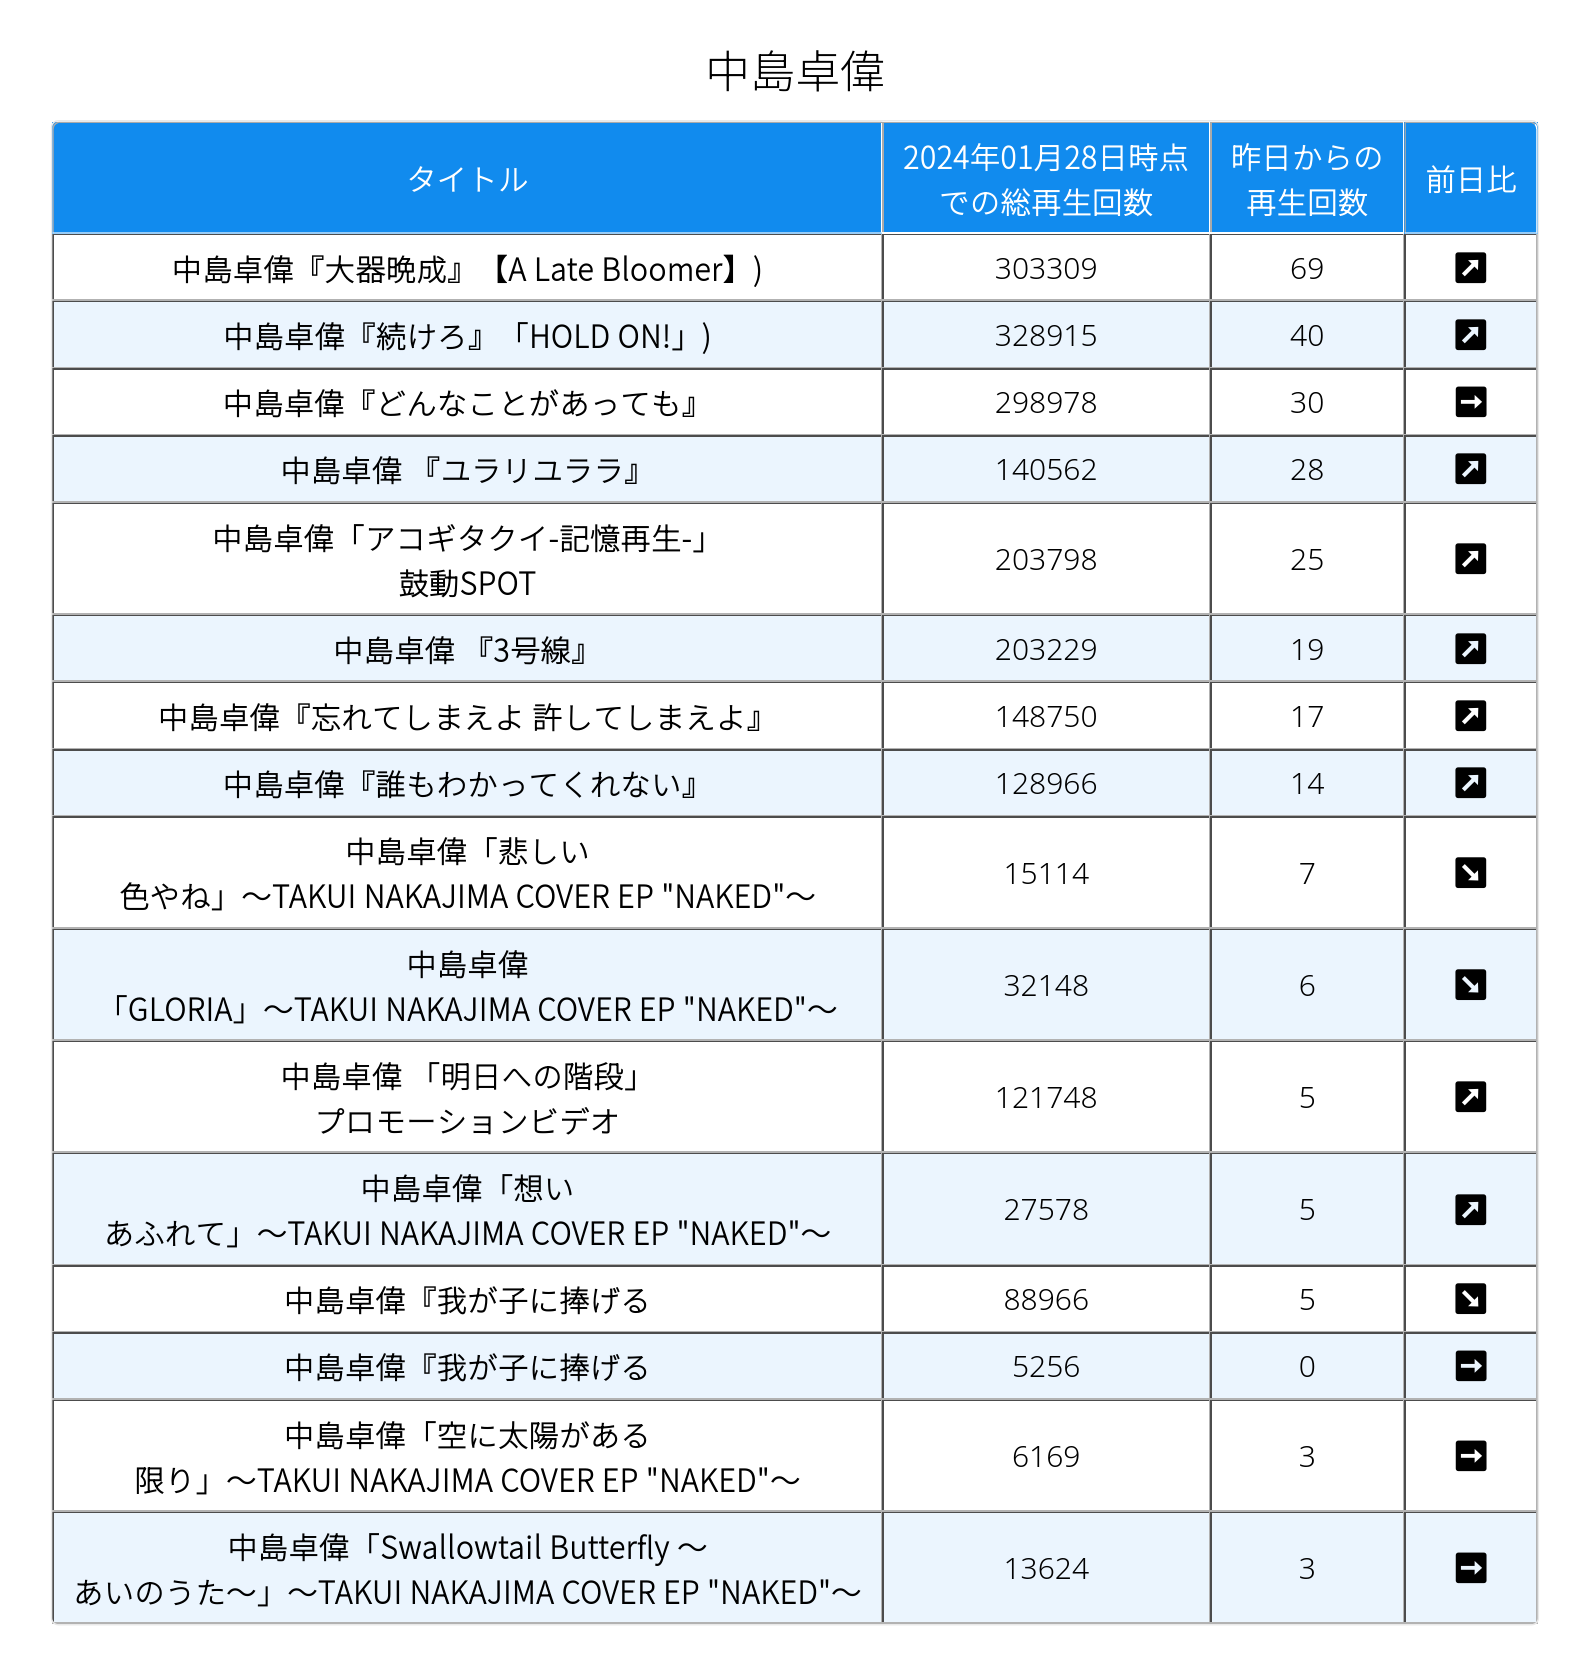 中島卓偉
タイトル
2024年01月28日時点
での総再生回数
昨日からの
再生回数
前日比
中島卓偉『大器晩成』【A Late Bloomer】)
303309
69
中島卓偉『続けろ』「HOLD ON!」)
328915
40
中島卓偉『どんなことがあっても』
298978
30
中島卓偉 『ユラリユララ』
140562
28
中島卓偉「アコギタクイ-記憶再生-」
鼓動SPOT
203798
25
中島卓偉 『3号線』
203229
19
中島卓偉『忘れてしまえよ 許してしまえよ』
148750
17
中島卓偉『誰もわかってくれない』
128966
14
中島卓偉「悲しい
色やね」～TAKUI NAKAJIMA COVER EP "NAKED"～
15114
7
中島卓偉
「GLORIA」～TAKUI NAKAJIMA COVER EP "NAKED"～
32148
6
中島卓偉 「明日への階段」
プロモーションビデオ
121748
5
中島卓偉「想い
あふれて」～TAKUI NAKAJIMA COVER EP "NAKED"～
27578
5
中島卓偉『我が子に捧げる
88966
5
中島卓偉『我が子に捧げる
5256
0
中島卓偉「空に太陽がある
限り」～TAKUI NAKAJIMA COVER EP "NAKED"～
6169
3
中島卓偉「Swallowtail Butterfly ～
あいのうた～」～TAKUI NAKAJIMA COVER EP "NAKED"～
13624
3